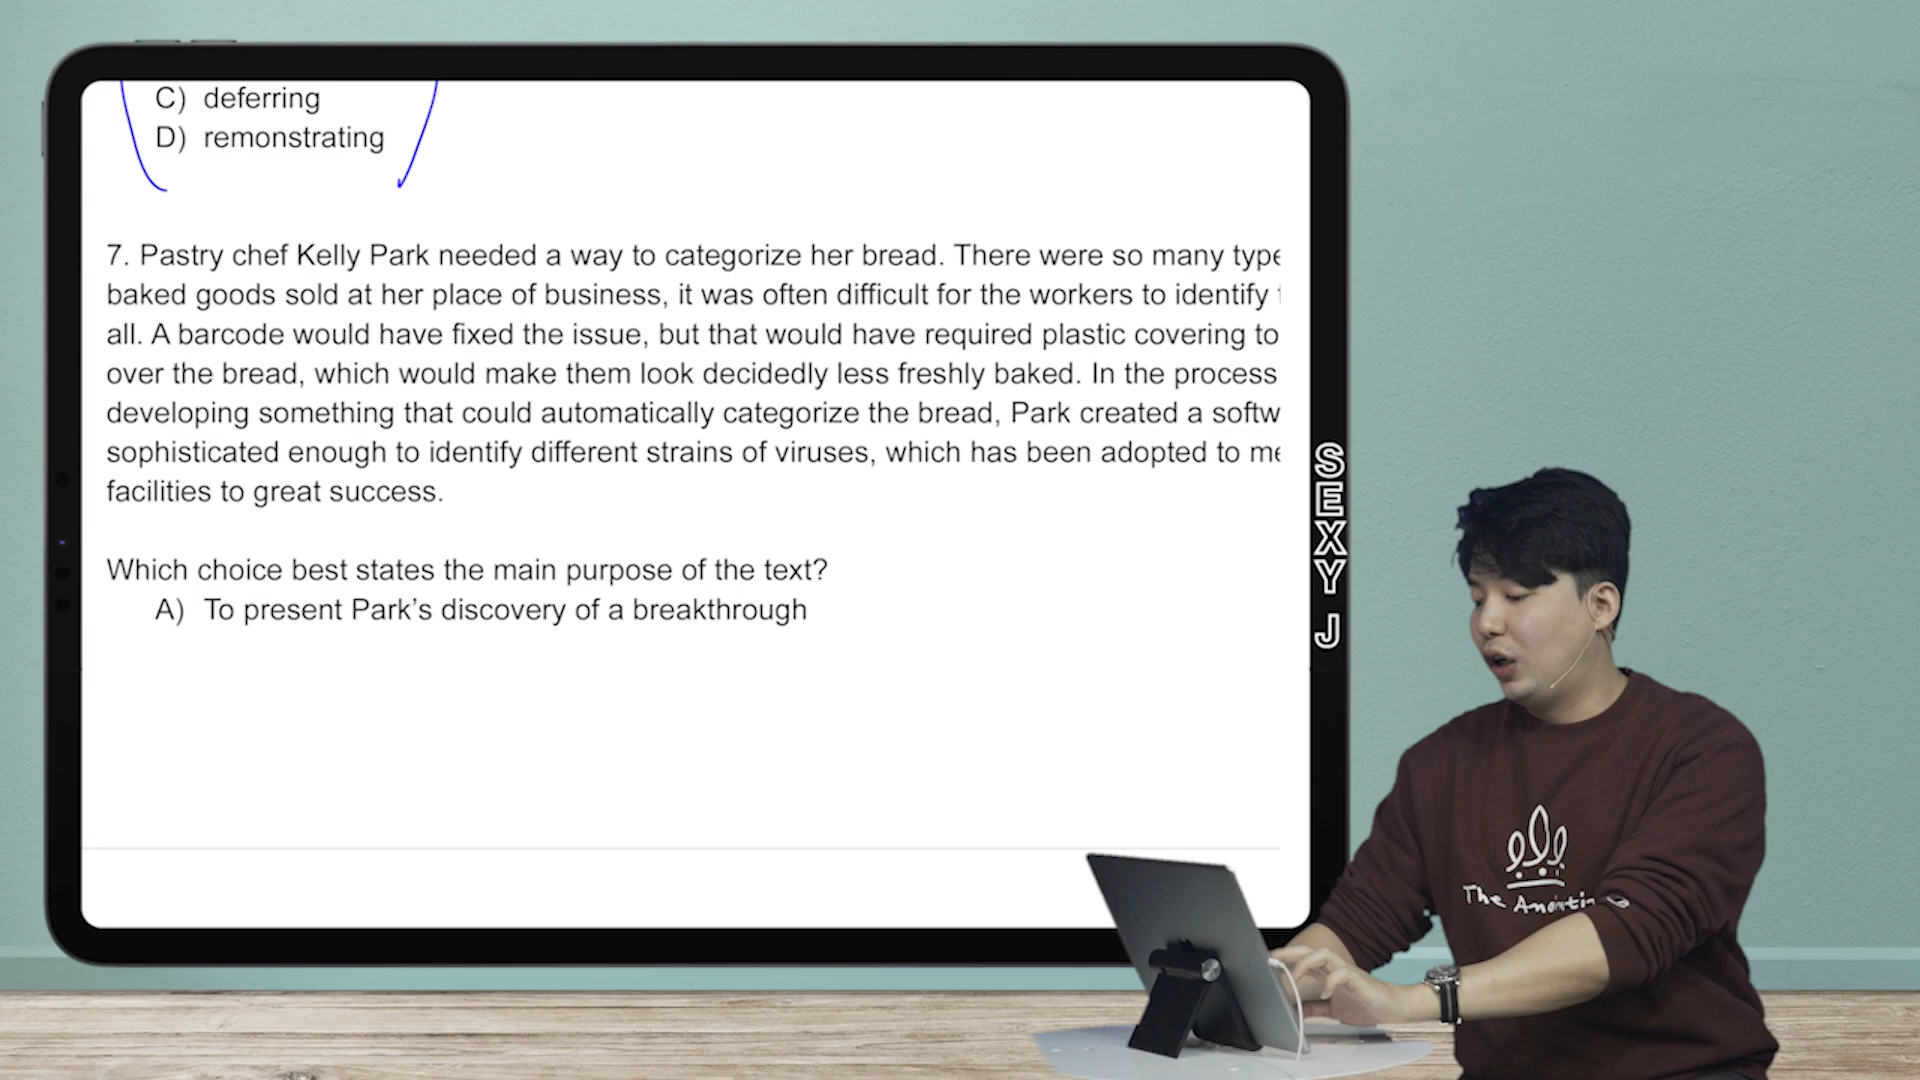 C) deferring
D) remonstrating
7. Pastry chef Kelly Park needed a way to categorize her bread. There were so many type
baked goods sold at her place of business, it was often difficult for the workers to identify
all. A barcode would have fixed the issue, but that would have required plastic covering to
over the bread, which would make them look decidedly less freshly baked. In the process
developing something that could automatically categorize the bread, Park created a softw
sophisticated enough to identify different strains of viruses, which has been adopted to me
facilities to great success.
Which choice best states the main purpose of the text?
A) To present Park’s discovery of a breakthrough
SEXY J
The Anointing